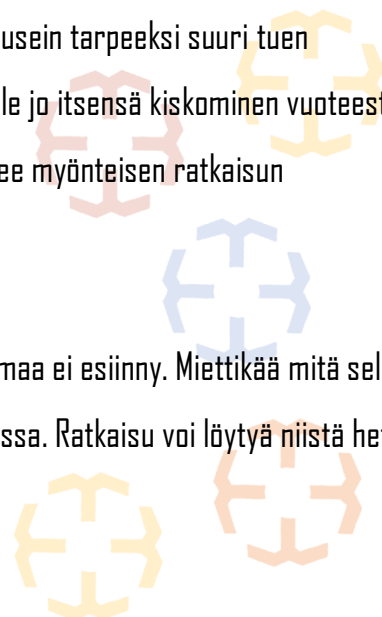 usein tarpeeksi suuri tuen
le jo itsensä kiskominen vuoteest
ee myönteisen ratkaisun
maa ei esiinny. Miettikää mitä sel
ssa. Ratkaisu voi löytyä niistä het